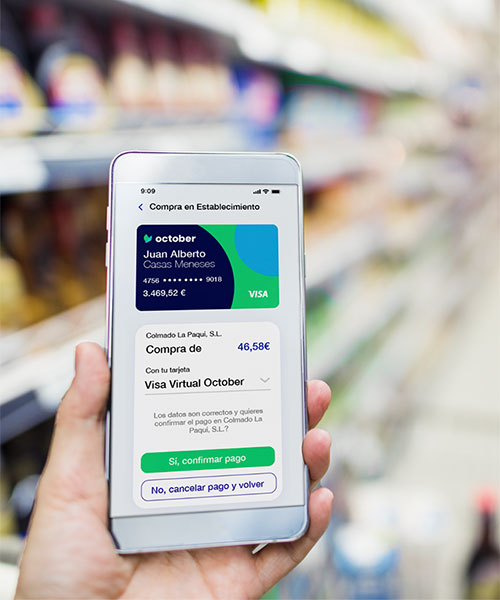 9:09
Compra en Establecimiento
october
Juan Alberto
Casas Meneses
4756 •••• •••• 9018
3.469,52 €
VISA
Colmado La Paqui, S.L.
Compra de 46,58€
Con tu tarjeta
Visa Virtual October
Los datos son correctos y quieres
confirmar el pago en Colmado La
Paqui, S.L.?
Sí, confirmar pago
No, cancelar pago y volver